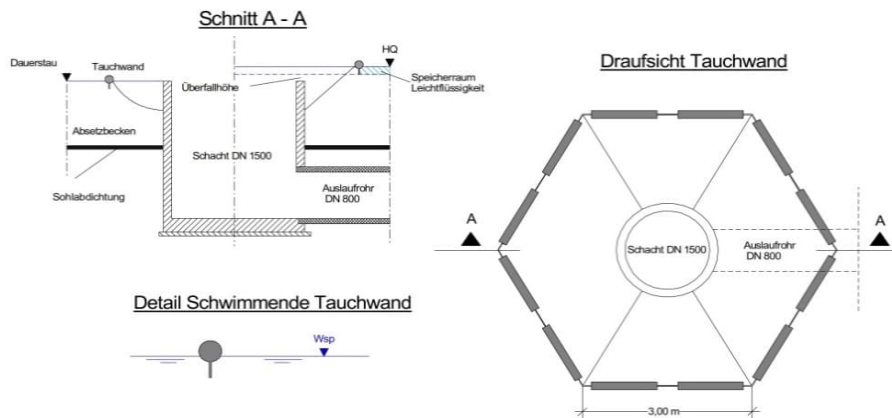 Schnitt A - A
Dauerstau
Tauchwand
HQ
Speicherraum
Leichtflüssigkeit
Überfallhöhe
Absetzbecken
Schacht DN 1500
Sohlabdichtung
Auslaufrohr
DN 800
Detail Schwimmende Tauchwand
Wsp
Draufsicht Tauchwand
A
A
Schacht DN 1500
Auslaufrohr
DN 800
3,00 m